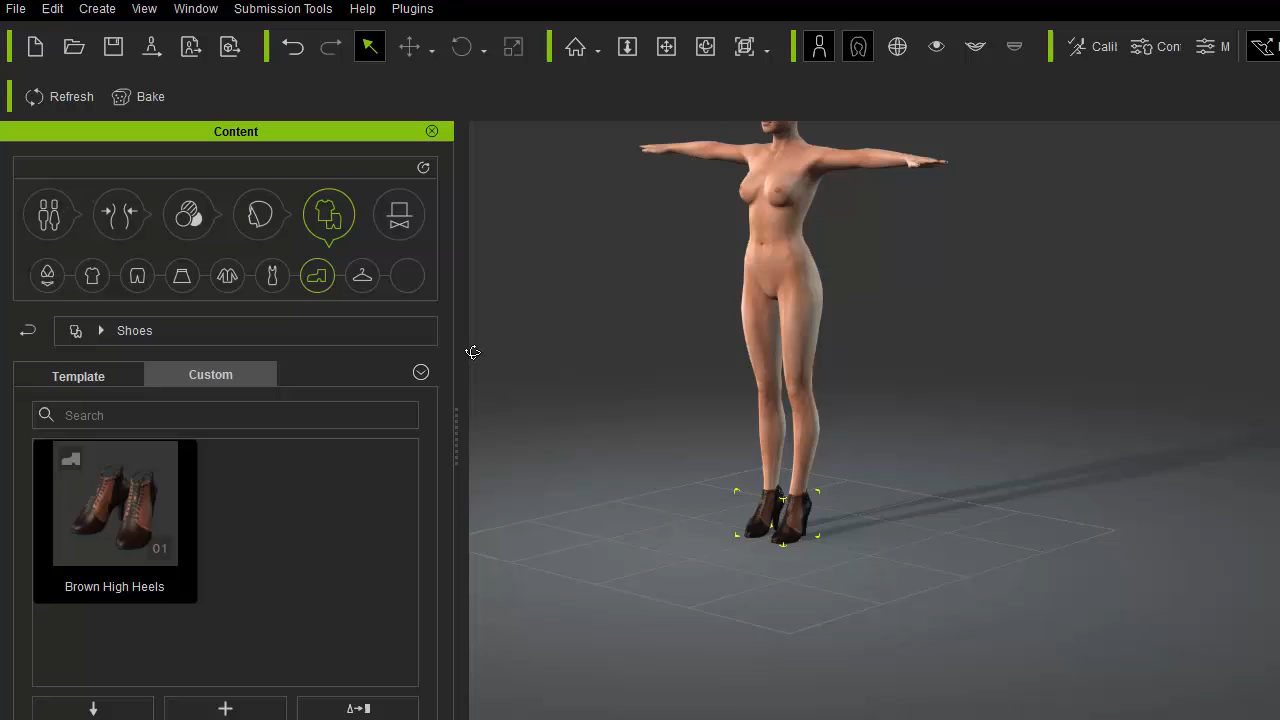 File Edit Create View Window Submission Tools Help Plugins
Calil Con M
Refresh Bake
Content
Shoes
Template Custom
Search
01
Brown High Heels